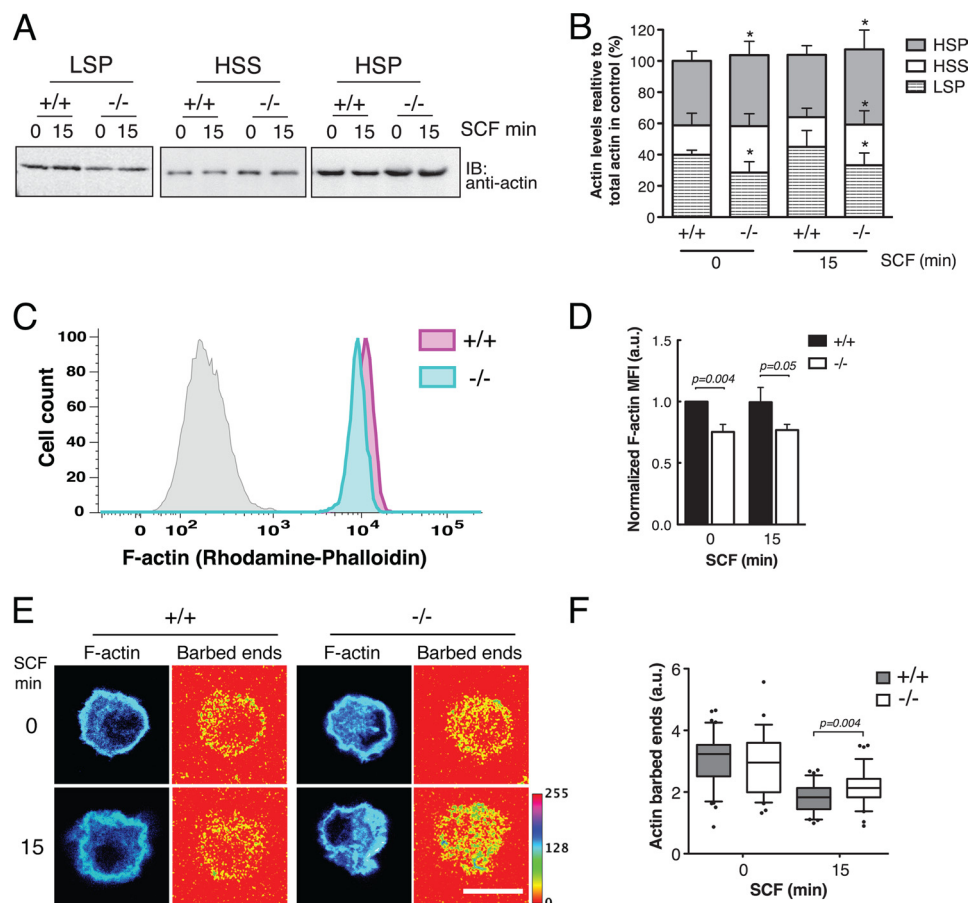 A
LSP HSS HSP
+/+ -/- +/+ -/- +/+ -/-
0 15 0 15 0 15 0 15 0 15 0 15 SCF min
IB:
anti-actin
B
Actin levels realtive to
total actin in control (%)
120
100
80
60
40
20
0
* * * * *
HSP
HSS
LSP
+/+ -/- +/+ -/-
0 15 SCF (min)
C
Cell count
100
80
60
40
20
0
+/+
-/-
0 10² 10³ 10⁴ 10⁵
F-actin (Rhodamine-Phalloidin)
D
Normalized F-actin MFI (a.u.)
1.5
1.0
0.5
0.0
+/+
-/-
p=0.004 p=0.05
0 15
SCF (min)
E
+/+ -/-
SCF
min
F-actin Barbed ends F-actin Barbed ends
0
15
255
128
0
F
Actin barbed ends (a.u.)
6
4
2
0
+/+
-/-
p=0.004
0 15
SCF (min)